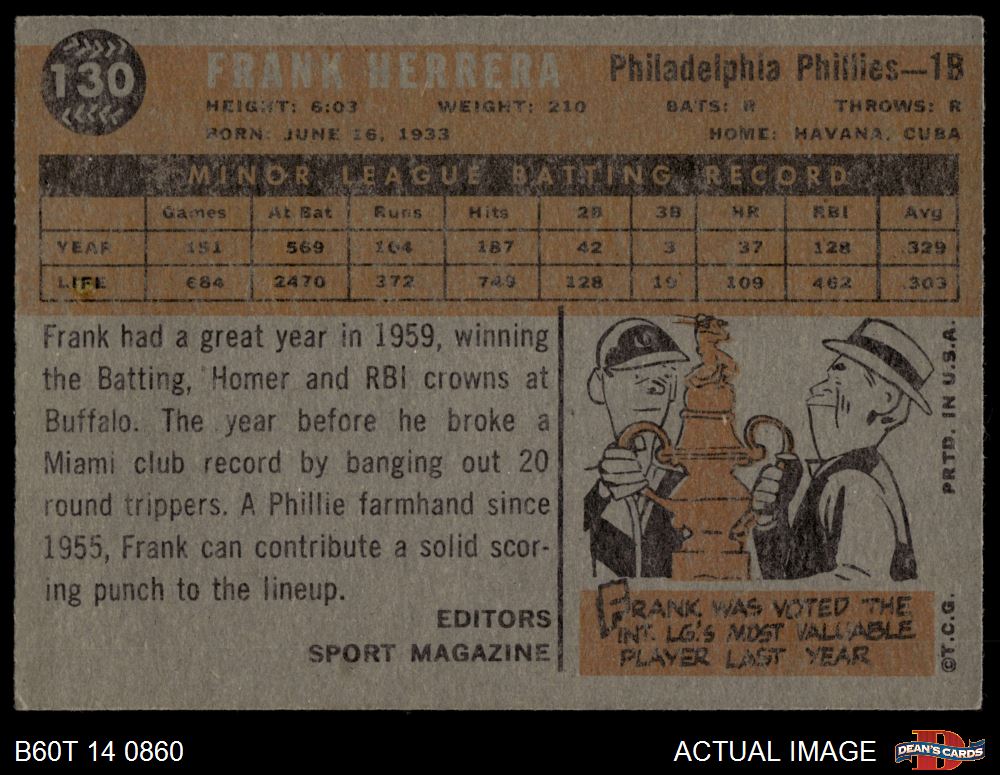 130
FRANK HERRERA
Philadelphia Phillies—1B
HEIGHT: 6:03 WEIGHT: 210 BATS: R THROWS: R
BORN: JUNE 16, 1933 HOME: HAVANA, CUBA
MINOR LEAGUE BATTING RECORD
Games At Bat Runs Hits 2B 3B HR RBI Avg
YEAR 151 569 104 187 42 3 37 128 .329
LIFE 684 2470 372 749 128 19 109 462 .303
Frank had a great year in 1959, winning
the Batting, Homer and RBI crowns at
Buffalo. The year before he broke a
Miami club record by banging out 20
round trippers. A Phillie farmhand since
1955, Frank can contribute a solid scor-
ing punch to the lineup.
EDITORS
SPORT MAGAZINE
FRANK WAS VOTED THE
INT. LG.'S MOST VALUABLE
PLAYER LAST YEAR
©T.C.G. PRTD. IN U.S.A.
B60T 14 0860
ACTUAL IMAGE
D
DEAN'S CARDS